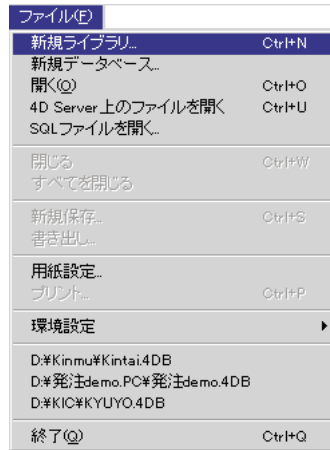 ファイル(F)
新規ライブラリ... Ctrl+N
新規データベース...
開く(O) Ctrl+O
4D Server上のファイルを開く Ctrl+U
SQLファイルを開く...
閉じる Ctrl+W
すべてを閉じる
新規保存... Ctrl+S
書き出し...
用紙設定...
プリント... Ctrl+P
環境設定
D:¥Kinmu¥Kintai.4DB
D:¥発注demo.PC¥発注demo.4DB
D:¥KIC¥KYUYO.4DB
終了(Q) Ctrl+Q